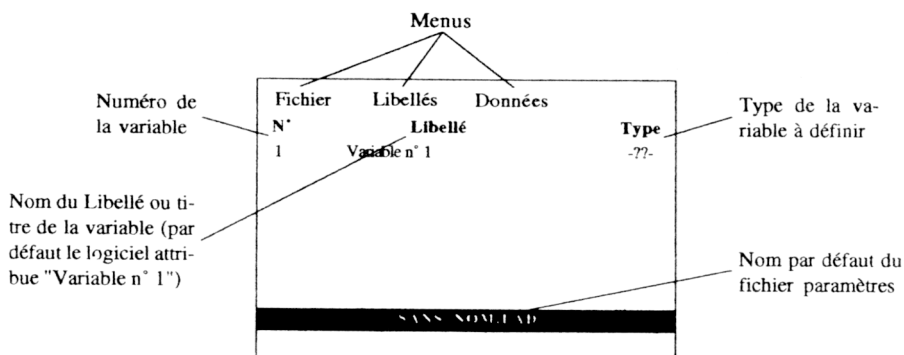 Menus
Fichier Libellés Données
Numéro de
la variable
N° Libellé Type
1 Variable n° 1 -??-
Type de la va-
riable à définir
Nom du Libellé ou ti-
tre de la variable (par
défaut le logiciel attri-
bue "Variable n° 1")
Nom par défaut du
fichier paramètres
SANS NOM.